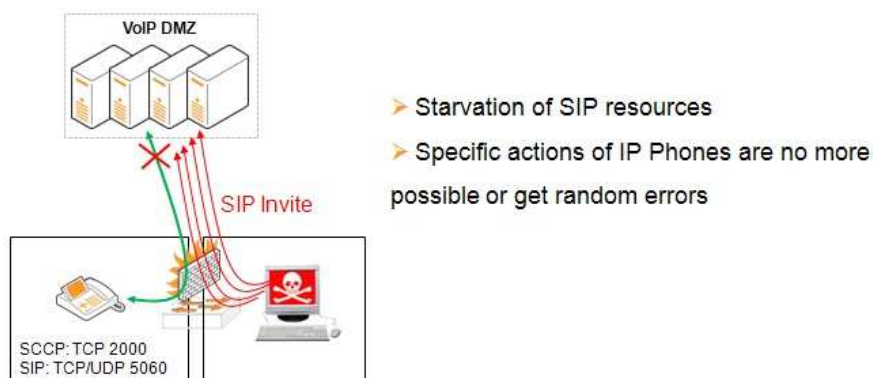 VoIP DMZ
➢ Starvation of SIP resources
➢ Specific actions of IP Phones are no more
possible or get random errors
SIP Invite
SCCP: TCP 2000
SIP: TCP/UDP 5060